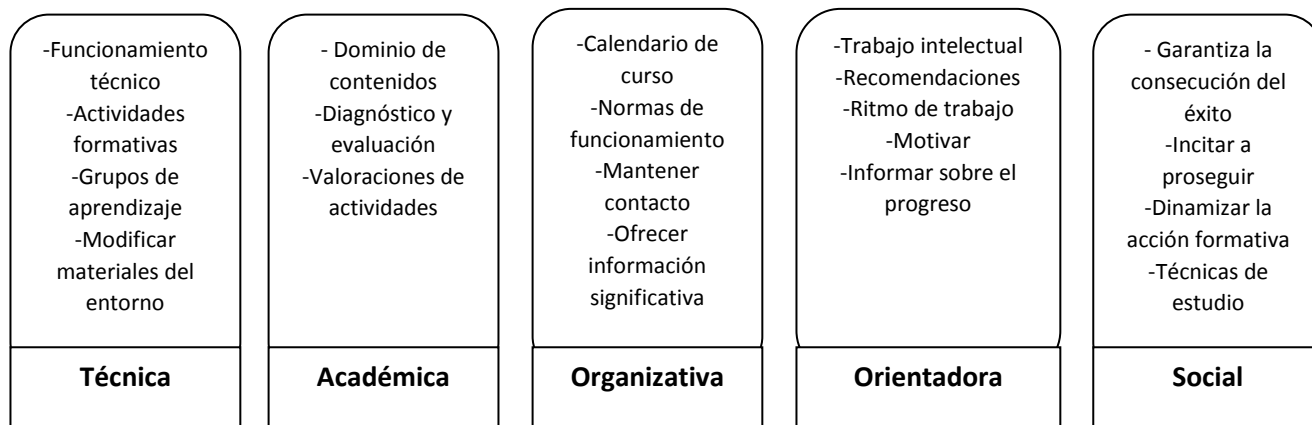 -Funcionamiento
técnico
-Actividades
formativas
-Grupos de
aprendizaje
-Modificar
materiales del
entorno
Técnica
- Dominio de
contenidos
-Diagnóstico y
evaluación
-Valoraciones de
actividades
Académica
-Calendario de
curso
-Normas de
funcionamiento
-Mantener
contacto
-Ofrecer
información
significativa
Organizativa
-Trabajo intelectual
-Recomendaciones
-Ritmo de trabajo
-Motivar
-Informar sobre el
progreso
Orientadora
- Garantiza la
consecución del
éxito
-Incitar a
proseguir
-Dinamizar la
acción formativa
-Técnicas de
estudio
Social